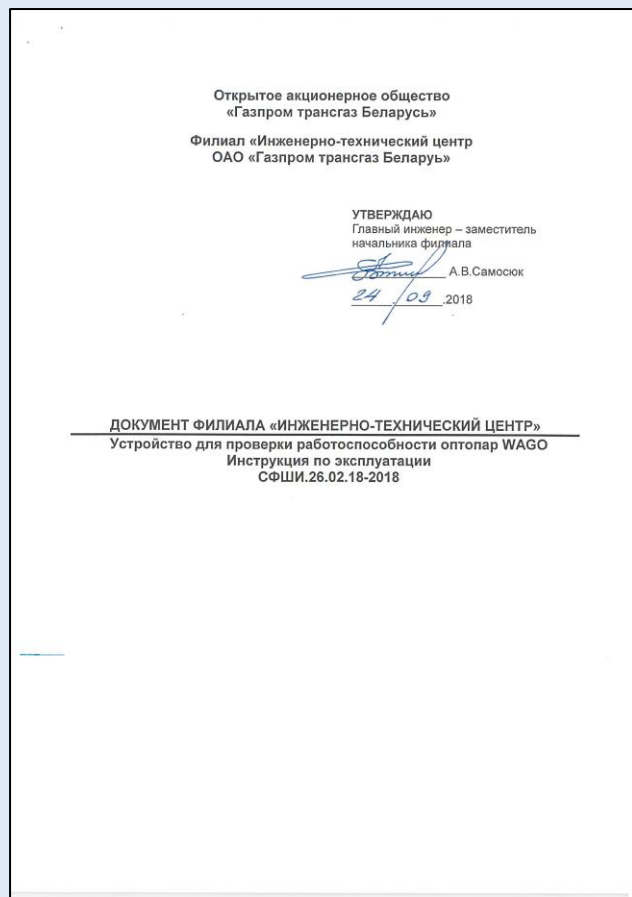 Открытое акционерное общество
«Газпром трансгаз Беларусь»
Филиал «Инженерно-технический центр
ОАО «Газпром трансгаз Беларуь»
УТВЕРЖДАЮ
Главный инженер – заместитель
начальника филиала
А.В.Самосюк
24.09.2018
ДОКУМЕНТ ФИЛИАЛА «ИНЖЕНЕРНО-ТЕХНИЧЕСКИЙ ЦЕНТР»
Устройство для проверки работоспособности оптопар WAGO
Инструкция по эксплуатации
СФШИ.26.02.18-2018